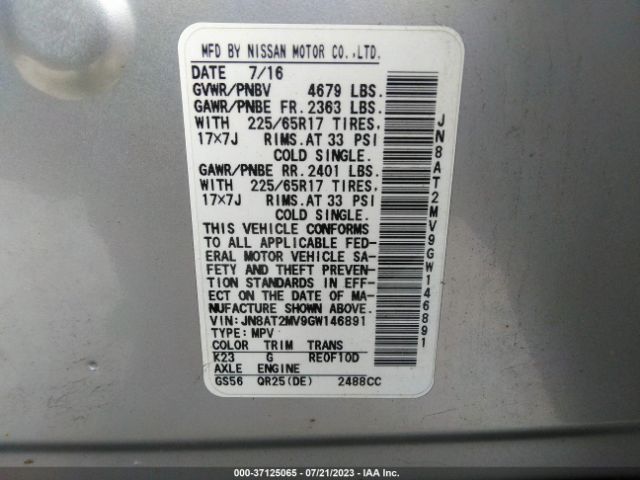 MFD BY NISSAN MOTOR CO.,LTD.
DATE 7/16
GVWR/PNBV 4679 LBS.
GAWR/PNBE FR. 2363 LBS.
WITH 225/65R17 TIRES,
17×7J RIMS. AT 33 PSI
COLD SINGLE.
GAWR/PNBE RR. 2401 LBS.
WITH 225/65R17 TIRES,
17×7J RIMS. AT 33 PSI
COLD SINGLE.
THIS VEHICLE CONFORMS
TO ALL APPLICABLE FED-
ERAL MOTOR VEHICLE SA-
FETY AND THEFT PREVEN-
TION STANDARDS IN EFF-
ECT ON THE DATE OF MA-
NUFACTURE SHOWN ABOVE.
VIN: JN8AT2MV9GW146891
TYPE: MPV
COLOR TRIM TRANS
K23 G RE0F10D
AXLE ENGINE
GS56 QR25(DE) 2488CC
JN8AT2MV9GW146891
000-37125065 - 07/21/2023 - IAA Inc.